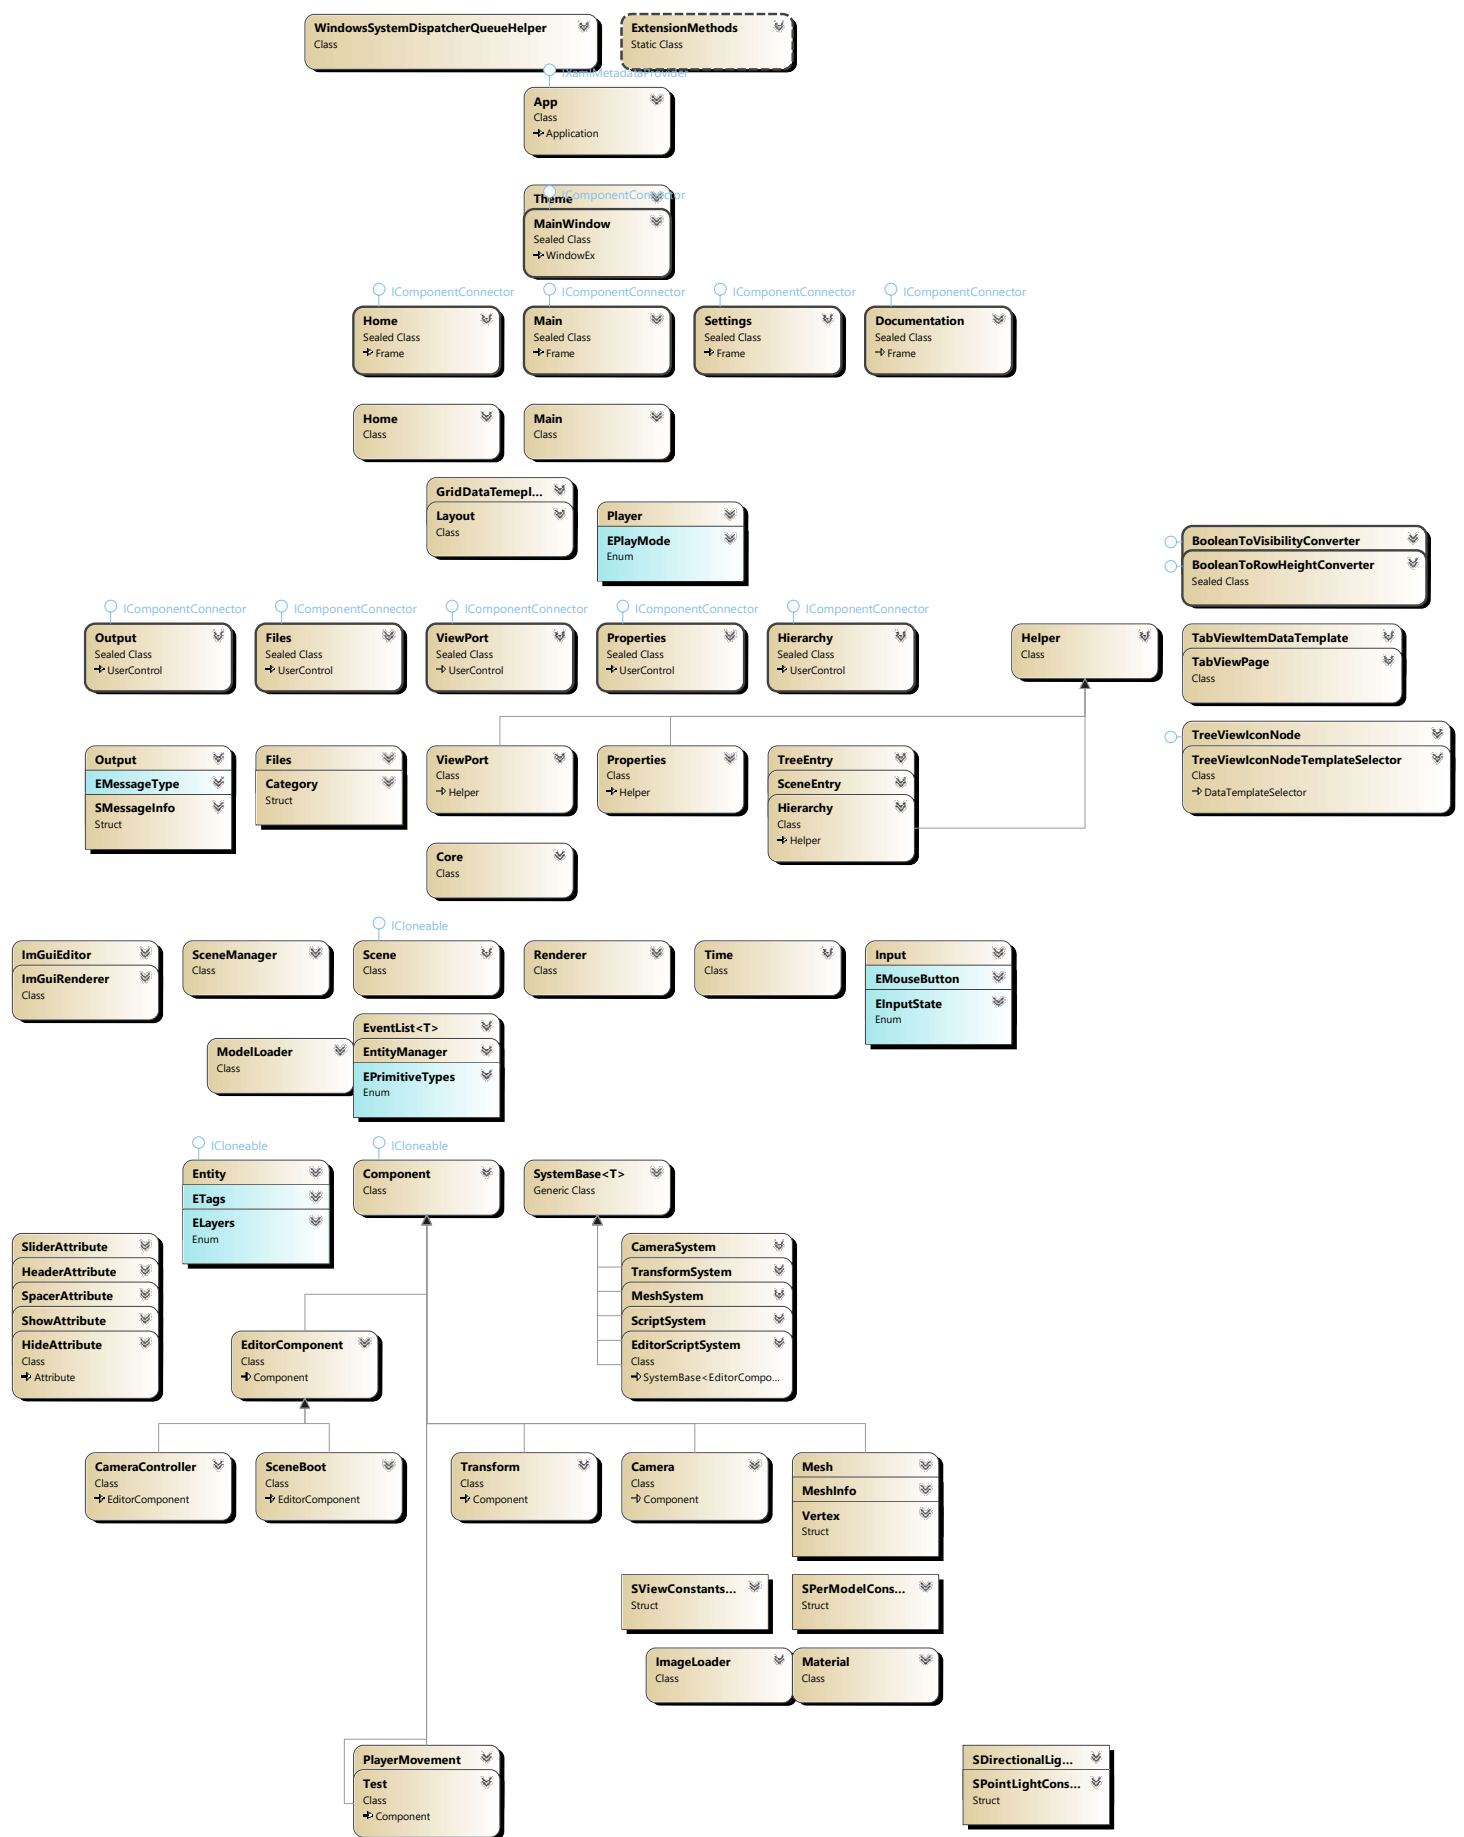 WindowsSystemDispatcherQueueHelper
Class
ExtensionMethods
Static Class
IXamlMetadataProvider
App
Class
Application
IComponentConnector
Theme
MainWindow
Sealed Class
WindowEx
IComponentConnector
IComponentConnector
IComponentConnector
IComponentConnector
Home
Sealed Class
Frame
Main
Sealed Class
Frame
Settings
Sealed Class
Frame
Documentation
Sealed Class
Frame
Home
Class
Main
Class
GridDataTemepl...
Layout
Class
Player
EPlayMode
Enum
BooleanToVisibilityConverter
BooleanToRowHeightConverter
Sealed Class
IComponentConnector
IComponentConnector
IComponentConnector
IComponentConnector
IComponentConnector
Output
Sealed Class
UserControl
Files
Sealed Class
UserControl
ViewPort
Sealed Class
UserControl
Properties
Sealed Class
UserControl
Hierarchy
Sealed Class
UserControl
Helper
Class
TabViewItemDataTemplate
TabViewPage
Class
Output
EMessageType
SMessageInfo
Struct
Files
Category
Struct
ViewPort
Class
Helper
Properties
Class
Helper
TreeEntry
SceneEntry
Hierarchy
Class
Helper
TreeViewIconNode
TreeViewIconNodeTemplateSelector
Class
DataTemplateSelector
Core
Class
ICloneable
ImGuiEditor
ImGuiRenderer
Class
SceneManager
Class
Scene
Class
Renderer
Class
Time
Class
Input
EMouseButton
EInputState
Enum
ModelLoader
Class
EventList<T>
EntityManager
EPrimitiveTypes
Enum
ICloneable
ICloneable
Entity
ETags
ELayers
Enum
Component
Class
SystemBase<T>
Generic Class
SliderAttribute
HeaderAttribute
SpacerAttribute
ShowAttribute
HideAttribute
Class
Attribute
EditorComponent
Class
Component
CameraSystem
TransformSystem
MeshSystem
ScriptSystem
EditorScriptSystem
Class
SystemBase<EditorCompo...
CameraController
Class
EditorComponent
SceneBoot
Class
EditorComponent
Transform
Class
Component
Camera
Class
Component
Mesh
MeshInfo
Vertex
Struct
SViewConstants...
Struct
SPerModelCons...
Struct
ImageLoader
Class
Material
Class
PlayerMovement
Test
Class
Component
SDirectionalLig...
SPointLightCons...
Struct